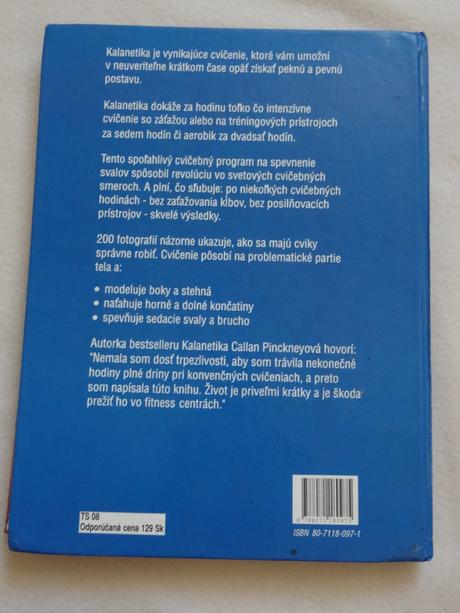 Kalanetika je vynikajúce cvičenie, ktoré vám umožní
v neuveriteľne krátkom čase opäť získať peknú a pevnú
postavu.
Kalanetika dokáže za hodinu toľko čo intenzívne
cvičenie so záťažou alebo na tréningových prístrojoch
za sedem hodín či aerobik za dvadsať hodín.
Tento spoľahlivý cvičebný program na spevnenie
svalov spôsobil revolúciu vo svetových cvičebných
smeroch. A plní, čo sľubuje: po niekoľkých cvičebných
hodinách - bez zaťažovania kĺbov, bez posilňovacích
prístrojov - skvelé výsledky.
200 fotografií názorne ukazuje, ako sa majú cviky
správne robiť. Cvičenie pôsobí na problematické partie
tela a:
• modeluje boky a stehná
• naťahuje horné a dolné končatiny
• spevňuje sedacie svaly a brucho
Autorka bestselleru Kalanetika Callan Pinckneyová hovorí:
"Nemala som dosť trpezlivosti, aby som trávila nekonečné
hodiny plné driny pri konvenčných cvičeniach, a preto
som napísala túto knihu. Život je priveľmi krátky a je škoda
prežiť ho vo fitness centrách."
TS 08
Odporúčaná cena 129 Sk
9 788071 180975
ISBN 80-7118-097-1